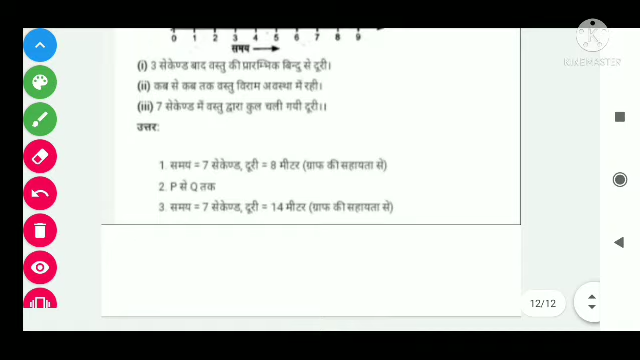 0 1 2 3 4 5 6 7 8 9
समय
(i) 3 सेकेण्ड बाद वस्तु की प्रारम्भिक बिन्दु से दूरी।
(ii) कब से कब तक वस्तु विराम अवस्था में रही।
(iii) 7 सेकेण्ड में वस्तु द्वारा कुल चली गयी दूरी।।
उत्तर:
1. समय = 7 सेकेण्ड, दूरी = 8 मीटर (ग्राफ की सहायता से)
2. P से Q तक
3. समय = 7 सेकेण्ड, दूरी = 14 मीटर (ग्राफ की सहायता से)
12/12
KINEMASTER